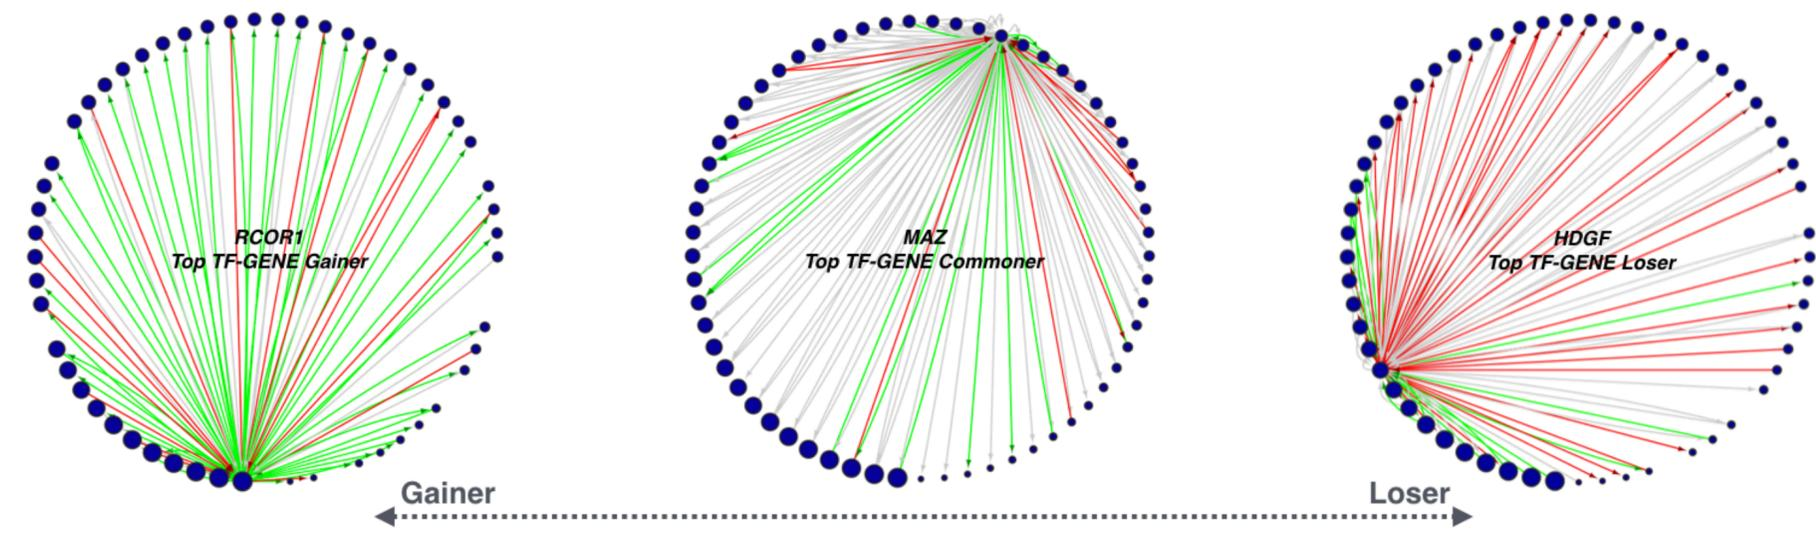 RCOR1
Top TF-GENE Gainer
MAZ
Top TF-GENE Commoner
HDGF
Top TF-GENE Loser
Gainer
Loser